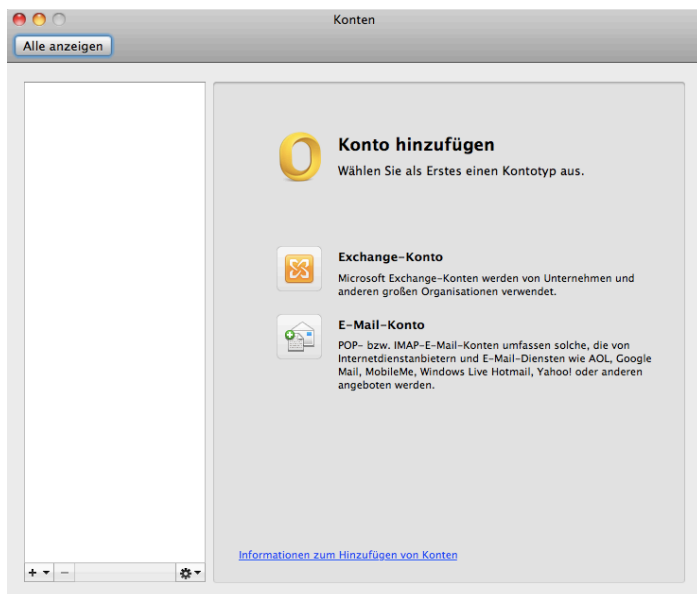 Konten
Alle anzeigen
Konto hinzufügen
Wählen Sie als Erstes einen Kontotyp aus.
Exchange-Konto
Microsoft Exchange-Konten werden von Unternehmen und
anderen großen Organisationen verwendet.
E-Mail-Konto
POP- bzw. IMAP-E-Mail-Konten umfassen solche, die von
Internetdienstanbietern und E-Mail-Diensten wie AOL, Google
Mail, MobileMe, Windows Live Hotmail, Yahoo! oder anderen
angeboten werden.
Informationen zum Hinzufügen von Konten